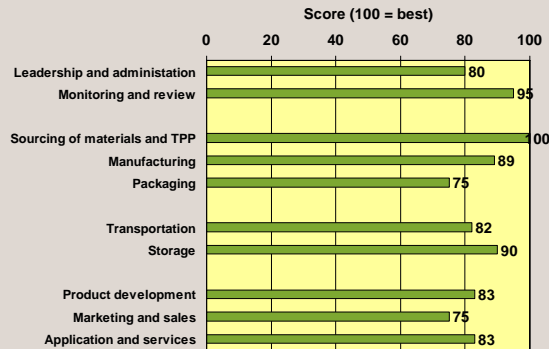 Score (100 = best)
0 20 40 60 80 100
Leadership and administation 80
Monitoring and review 95
Sourcing of materials and TPP 100
Manufacturing 89
Packaging 75
Transportation 82
Storage 90
Product development 83
Marketing and sales 75
Application and services 83